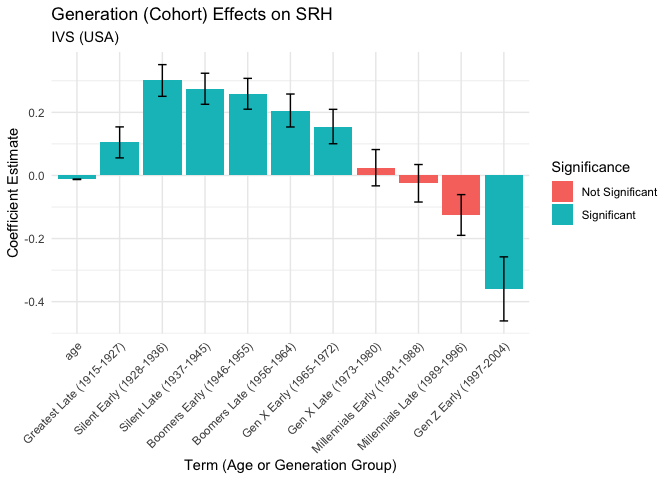 Generation (Cohort) Effects on SRH
IVS (USA)
Coefficient Estimate
0.2
0.0
-0.2
-0.4
age
Greatest Late (1915-1927)
Silent Early (1928-1936)
Silent Late (1937-1945)
Boomers Early (1946-1955)
Boomers Late (1956-1964)
Gen X Early (1965-1972)
Gen X Late (1973-1980)
Millennials Early (1981-1988)
Millennials Late (1989-1996)
Gen Z Early (1997-2004)
Term (Age or Generation Group)
Significance
Not Significant
Significant